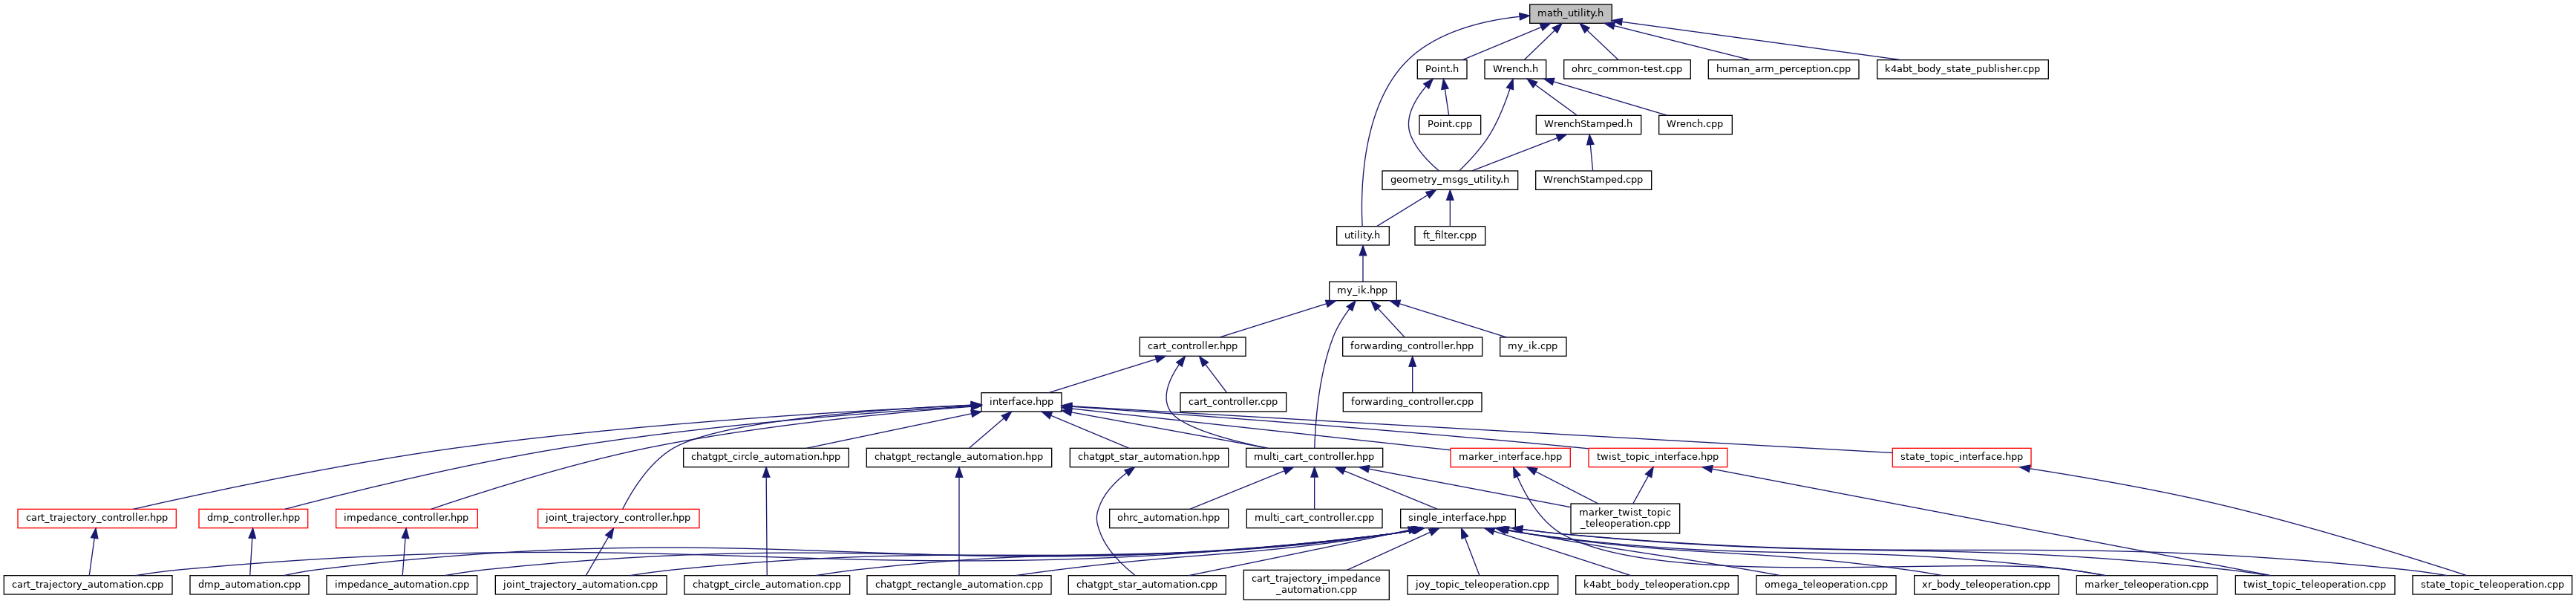 math_utility.h
Point.h
Wrench.h
ohrc_common-test.cpp
human_arm_perception.cpp
k4abt_body_state_publisher.cpp
Point.cpp
WrenchStamped.h
Wrench.cpp
geometry_msgs_utility.h
WrenchStamped.cpp
utility.h
ft_filter.cpp
my_ik.hpp
cart_controller.hpp
forwarding_controller.hpp
my_ik.cpp
interface.hpp
cart_controller.cpp
forwarding_controller.cpp
chatgpt_circle_automation.hpp
chatgpt_rectangle_automation.hpp
chatgpt_star_automation.hpp
multi_cart_controller.hpp
marker_interface.hpp
twist_topic_interface.hpp
state_topic_interface.hpp
cart_trajectory_controller.hpp
dmp_controller.hpp
impedance_controller.hpp
joint_trajectory_controller.hpp
ohrc_automation.hpp
multi_cart_controller.cpp
single_interface.hpp
marker_twist_topic
_teleoperation.cpp
cart_trajectory_automation.cpp
dmp_automation.cpp
impedance_automation.cpp
joint_trajectory_automation.cpp
chatgpt_circle_automation.cpp
chatgpt_rectangle_automation.cpp
chatgpt_star_automation.cpp
cart_trajectory_impedance
_automation.cpp
joy_topic_teleoperation.cpp
k4abt_body_teleoperation.cpp
omega_teleoperation.cpp
xr_body_teleoperation.cpp
marker_teleoperation.cpp
twist_topic_teleoperation.cpp
state_topic_teleoperation.cpp